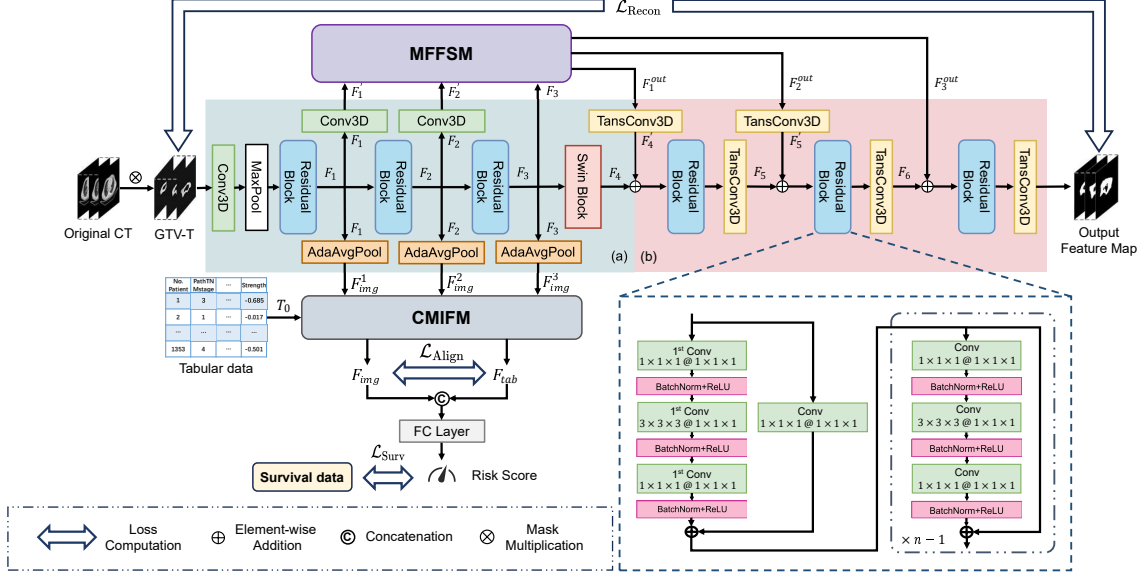 ℒRecon
MFFSM
F₁′
F₂′
F₃
F₁ᵒᵘᵗ
F₂ᵒᵘᵗ
F₃ᵒᵘᵗ
Conv3D
Conv3D
TansConv3D
TansConv3D
F₁
F₂
F₄′
F₅′
Original CT
GTV-T
Conv3D
MaxPool
Residual Block
F₁
Residual Block
F₂
Residual Block
F₃
Swin Block
F₄
Residual Block
TansConv3D
F₅
Residual Block
TansConv3D
F₆
Residual Block
TansConv3D
Output
Feature Map
F₁
F₂
F₃
AdaAvgPool
AdaAvgPool
AdaAvgPool
(a)
(b)
F¹img
F²img
F³img
No. Patient PathTN Mstage ... Strength
1 3 ... -0.685
2 1 ... -0.017
... ... ... ...
1353 4 ... -0.501
Tabular data
T₀
CMIFM
ℒAlign
Fimg
Ftab
C
FC Layer
ℒSurv
Survival data
Risk Score
1ˢᵗ Conv
1×1×1@1×1×1
BatchNorm+ReLU
1ˢᵗ Conv
3×3×3@1×1×1
BatchNorm+ReLU
1ˢᵗ Conv
1×1×1@1×1×1
BatchNorm+ReLU
Conv
1×1×1@1×1×1
Conv
1×1×1@1×1×1
BatchNorm+ReLU
Conv
3×3×3@1×1×1
BatchNorm+ReLU
Conv
1×1×1@1×1×1
BatchNorm+ReLU
×n−1
Loss
Computation
Element-wise
Addition
C
Concatenation
Mask
Multiplication